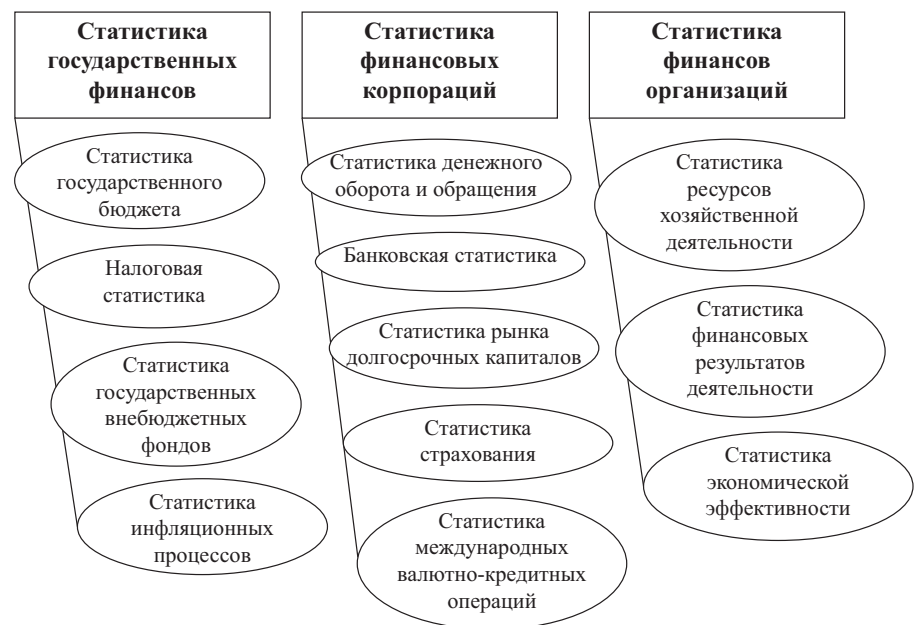 Статистика
государственных
финансов
Статистика
государственного
бюджета
Налоговая
статистика
Статистика
государственных
внебюджетных
фондов
Статистика
инфляционных
процессов
Статистика
финансовых
корпораций
Статистика денежного
оборота и обращения
Банковская статистика
Статистика рынка
долгосрочных капиталов
Статистика
страхования
Статистика
международных
валютно-кредитных
операций
Статистика
финансов
организаций
Статистика
ресурсов
хозяйственной
деятельности
Статистика
финансовых
результатов
деятельности
Статистика
экономической
эффективности